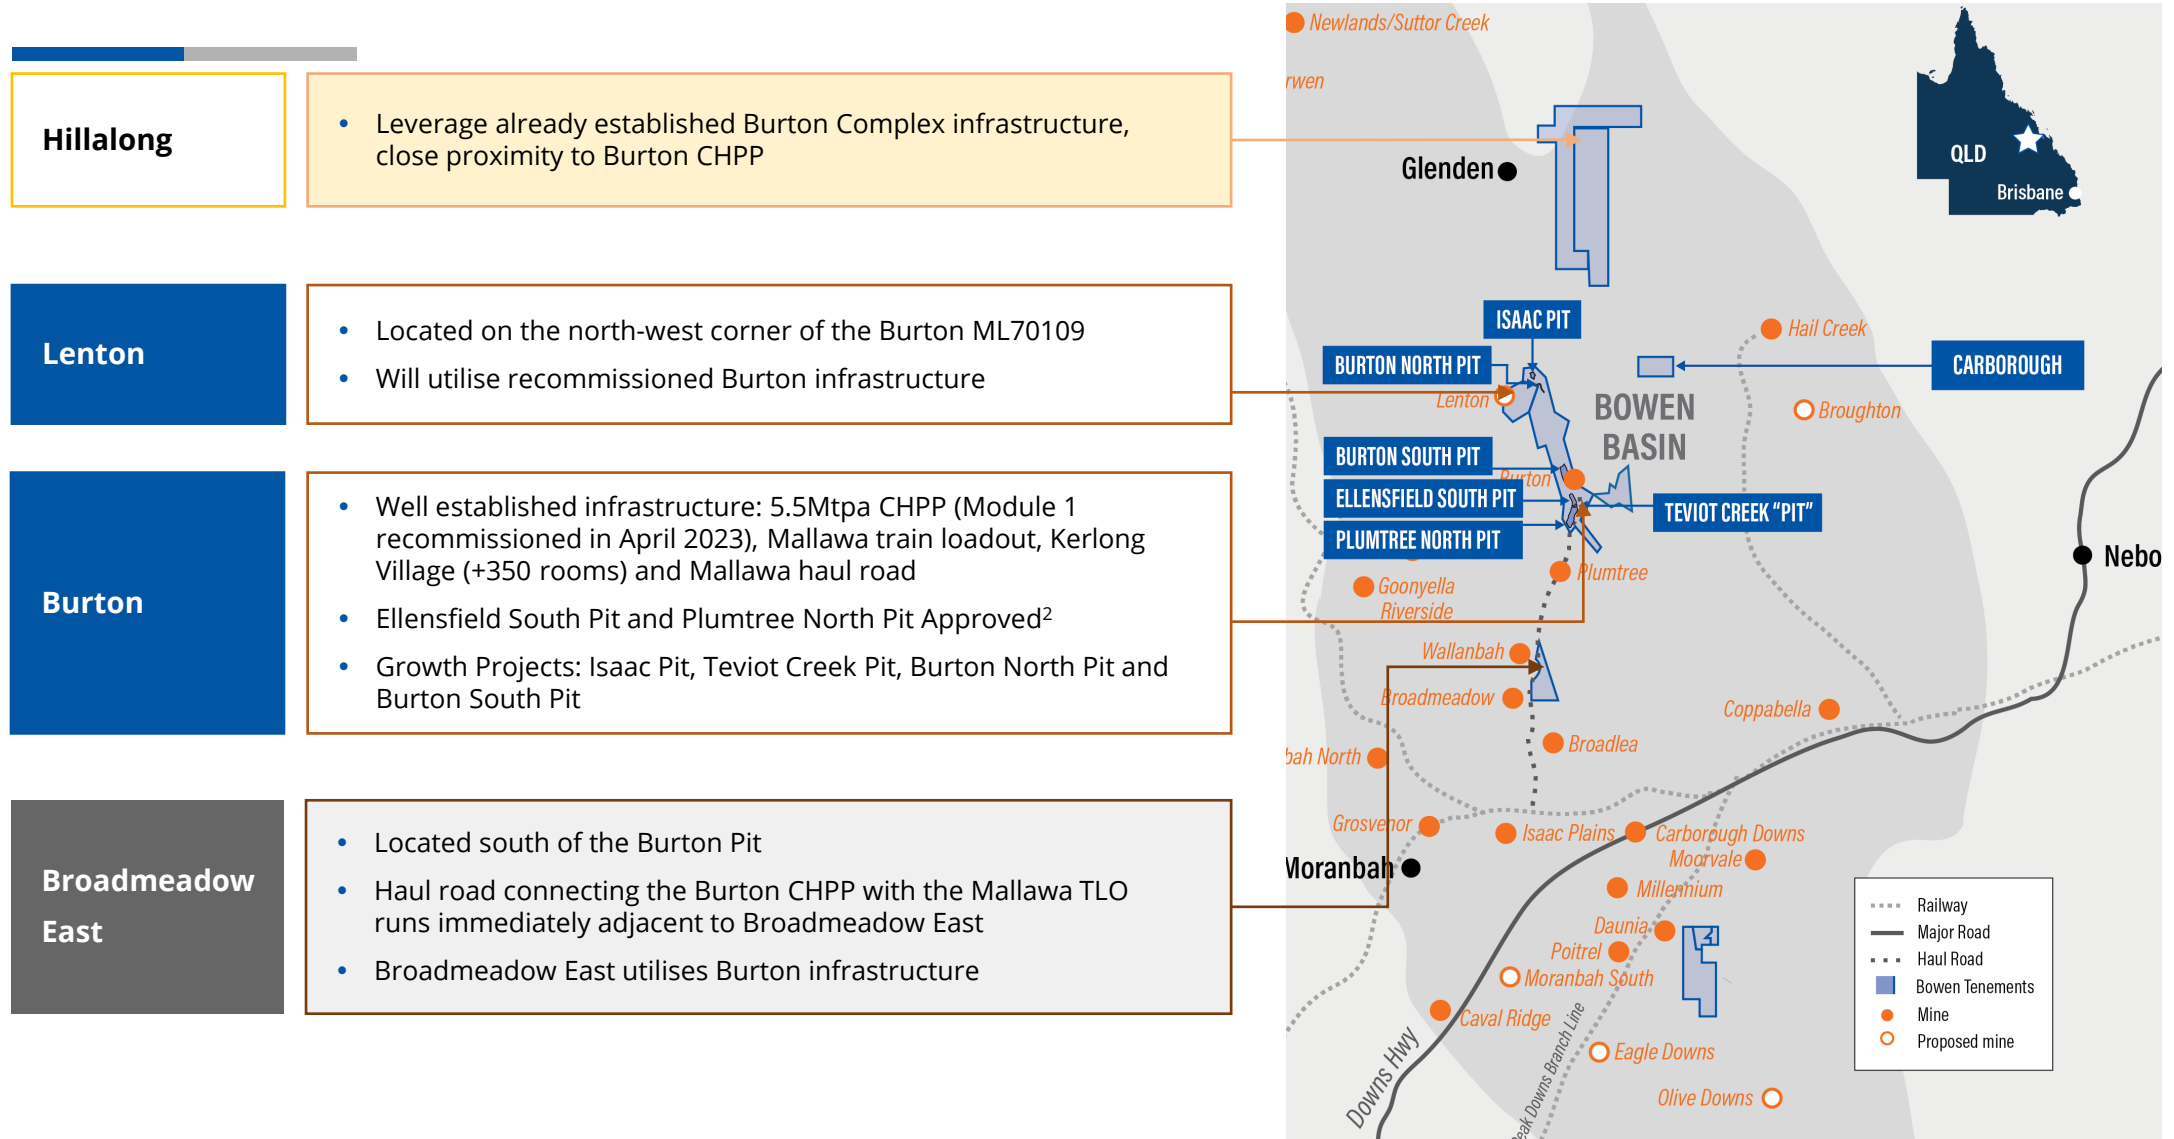 Hillalong
• Leverage already established Burton Complex infrastructure,
close proximity to Burton CHPP
Lenton
• Located on the north-west corner of the Burton ML70109
• Will utilise recommissioned Burton infrastructure
Burton
• Well established infrastructure: 5.5Mtpa CHPP (Module 1
recommissioned in April 2023), Mallawa train loadout, Kerlong
Village (+350 rooms) and Mallawa haul road
• Ellensfield South Pit and Plumtree North Pit Approved²
• Growth Projects: Isaac Pit, Teviot Creek Pit, Burton North Pit and
Burton South Pit
Broadmeadow
East
• Located south of the Burton Pit
• Haul road connecting the Burton CHPP with the Mallawa TLO
runs immediately adjacent to Broadmeadow East
• Broadmeadow East utilises Burton infrastructure
Newlands/Suttor Creek
rwen
QLD
Brisbane
Glenden
ISAAC PIT
Hail Creek
BURTON NORTH PIT
CARBOROUGH
Lenton
BOWEN
BASIN
Broughton
BURTON SOUTH PIT
Burton
ELLENSFIELD SOUTH PIT
TEVIOT CREEK “PIT”
PLUMTREE NORTH PIT
Nebo
Plumtree
Goonyella
Riverside
Wallanbah
Broadmeadow
Coppabella
Broadlea
bah North
Grosvenor
Isaac Plains
Carborough Downs
Moorvale
Moranbah
Millennium
Daunia
Poitrel
Moranbah South
Caval Ridge
Eagle Downs
Olive Downs
Downs Hwy
Peak Downs Branch Line
Railway
Major Road
Haul Road
Bowen Tenements
Mine
Proposed mine